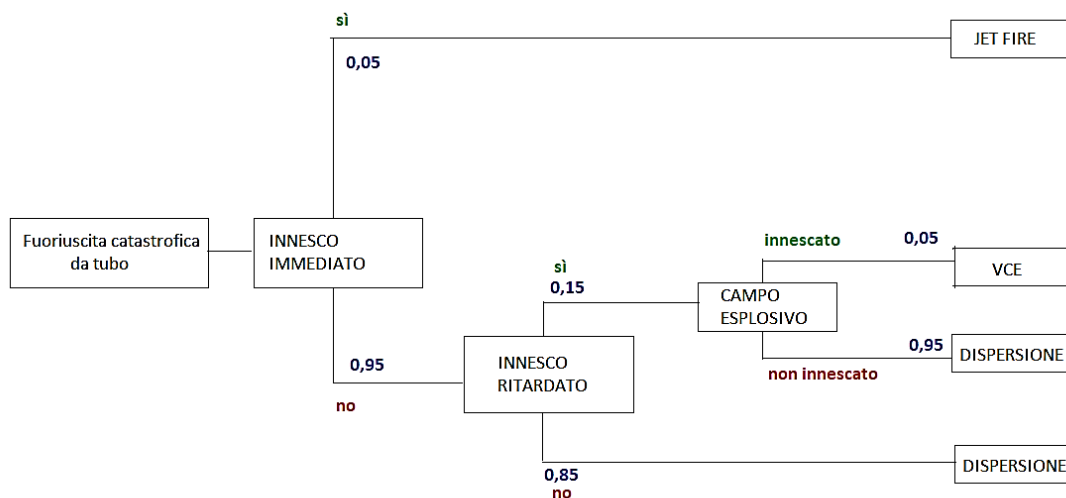 sì
0,05
JET FIRE
Fuoriuscita catastrofica
da tubo
INNESCO
IMMEDIATO
innescato
0,05
VCE
sì
0,15
CAMPO
ESPLOSIVO
0,95
DISPERSIONE
non innescato
0,95
no
INNESCO
RITARDATO
0,85
no
DISPERSIONE